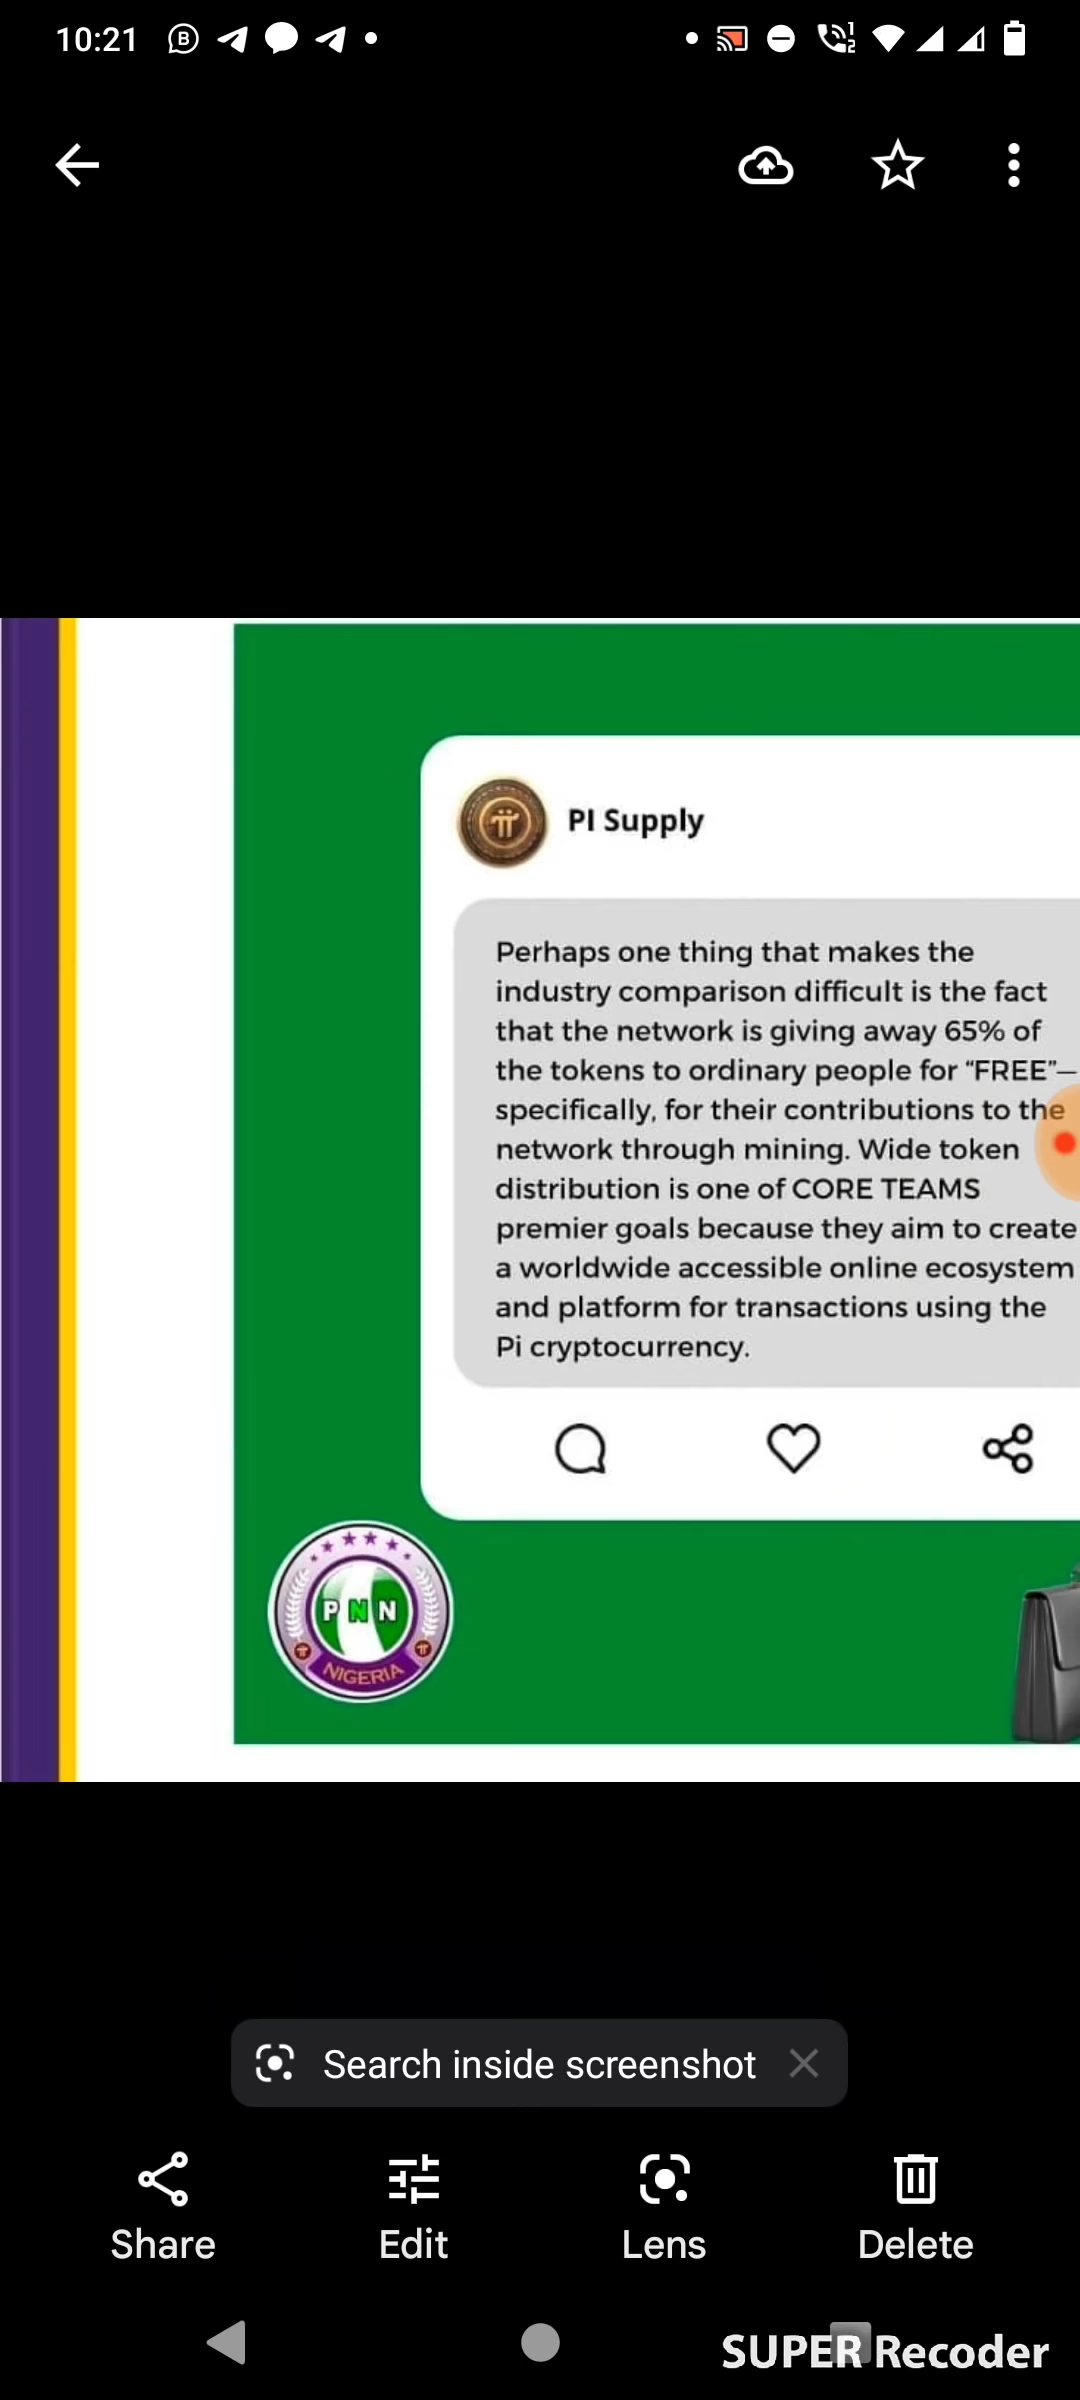 10:21
PI Supply
Perhaps one thing that makes the
industry comparison difficult is the fact
that the network is giving away 65% of
the tokens to ordinary people for “FREE”—
specifically, for their contributions to the
network through mining. Wide token
distribution is one of CORE TEAMS
premier goals because they aim to create
a worldwide accessible online ecosystem
and platform for transactions using the
Pi cryptocurrency.
PNN
NIGERIA
Search inside screenshot
Share
Edit
Lens
Delete
SUPER Recoder